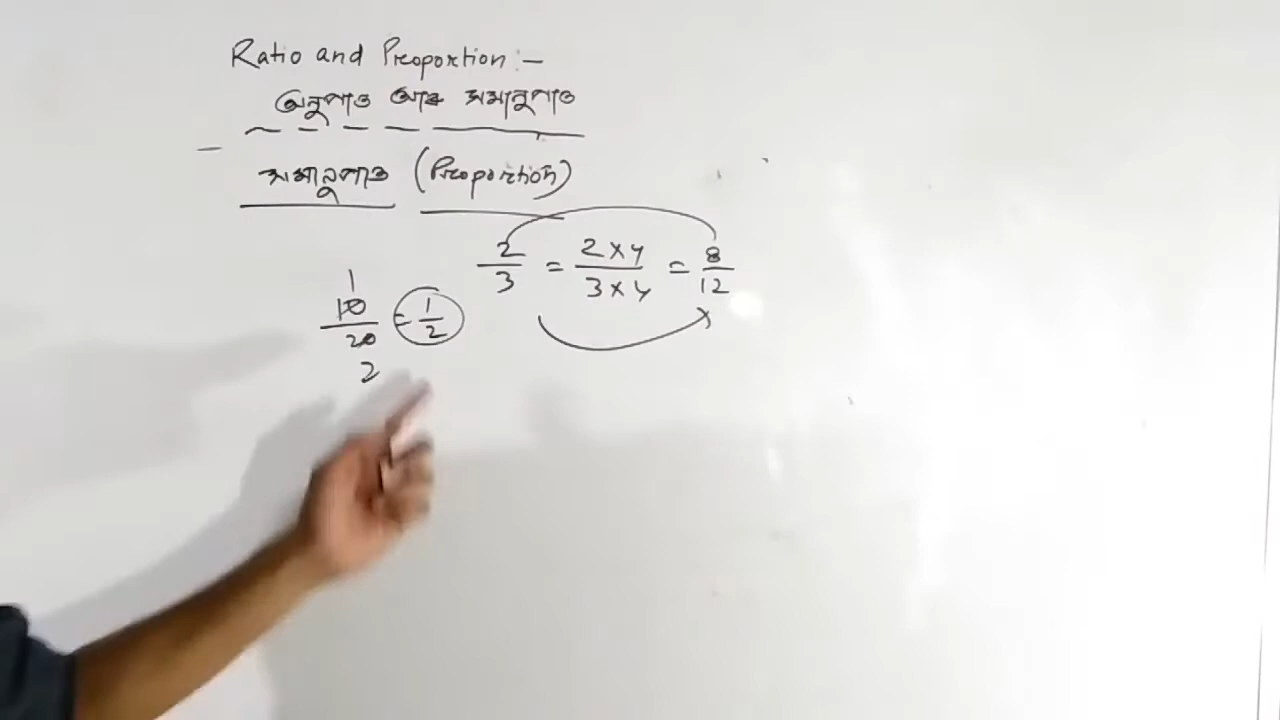 Ratio and Proportion :-
অনুপাত আৰু সমানুপাত
সমানুপাত (Proportion)
2/3 = 2×4/3×4 = 8/12
1
10/20 = 1/2
2